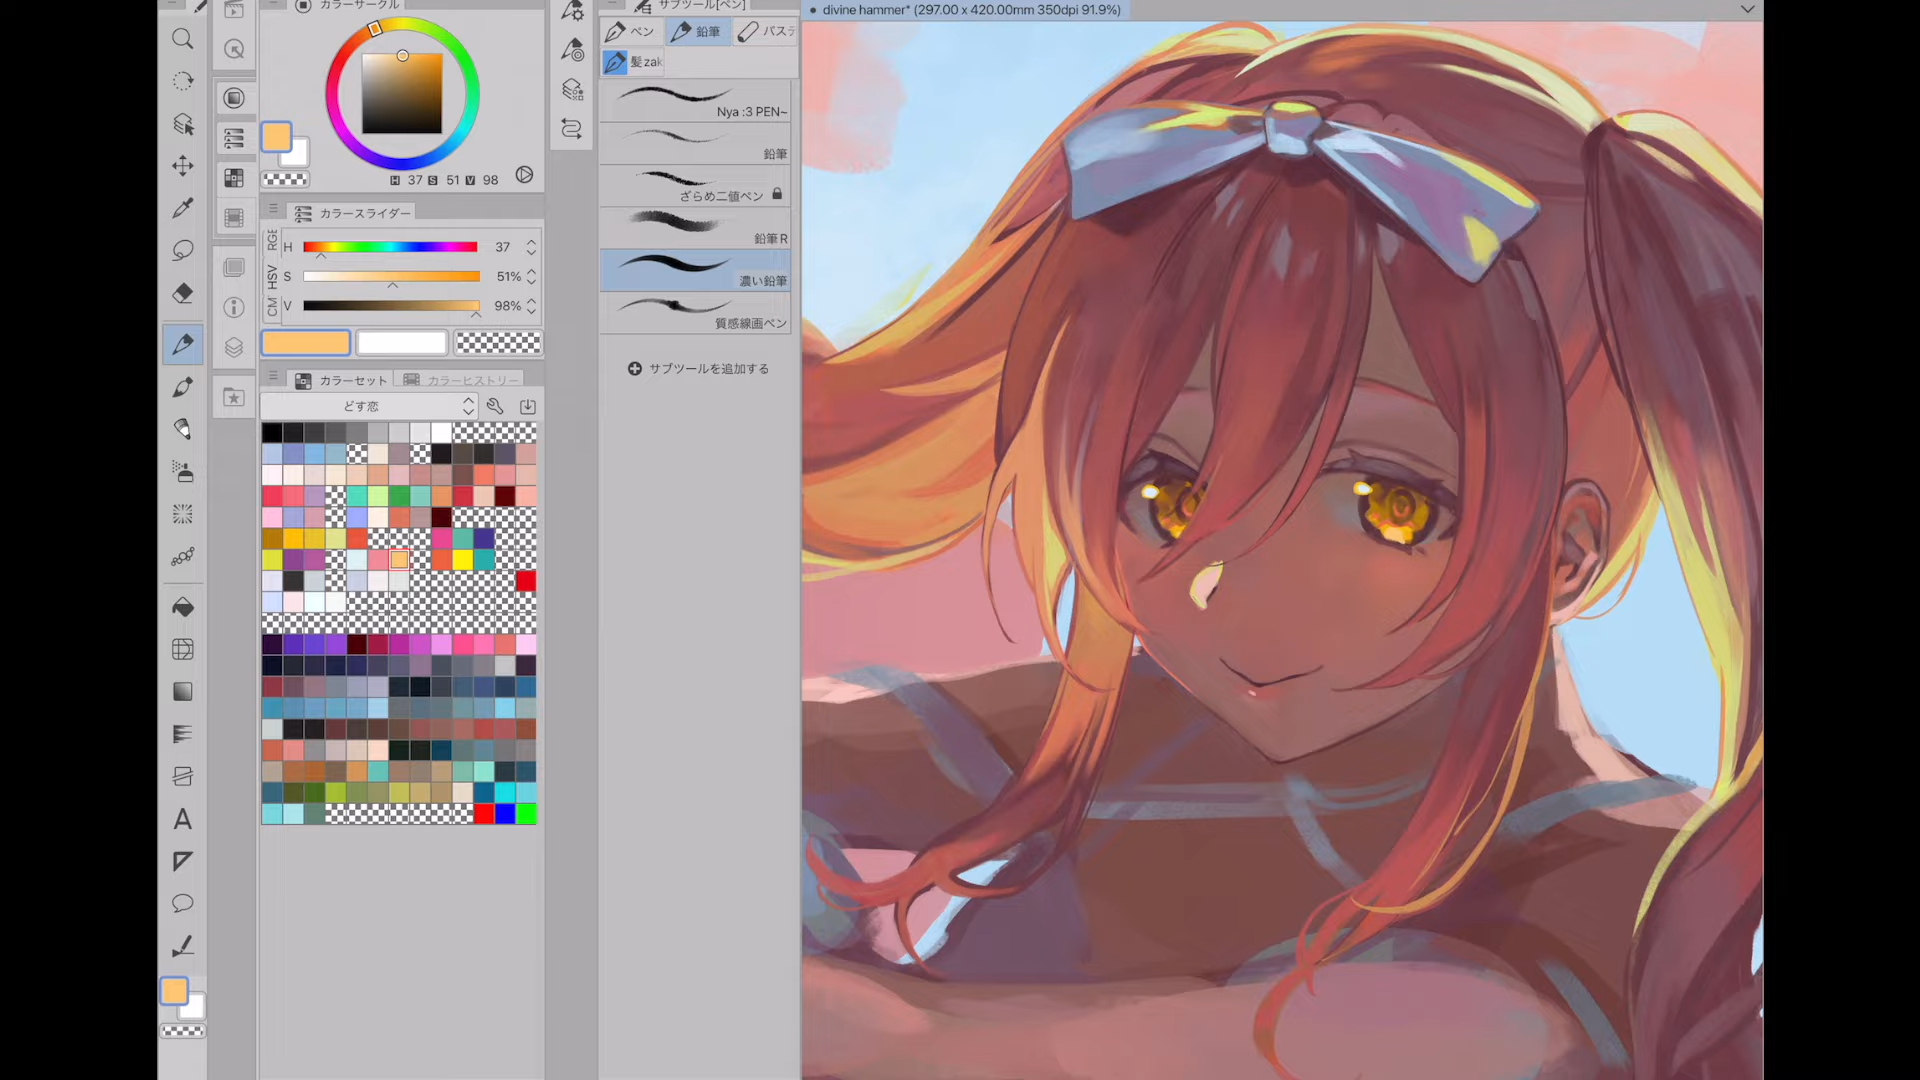 カラーサークル
サブツール[ペン]
divine hammer* (297.00 x 420.00mm 350dpi 91.9%)
ペン
鉛筆
パステ
髪zak
Nya :3 PEN~
鉛筆
ざらめ二値ペン
鉛筆R
濃い鉛筆
質感線画ペン
サブツールを追加する
H 37 S 51 V 98
カラースライダー
RGB
HSV
CM
H 37
S 51%
V 98%
カラーセット
カラーヒストリー
どす恋
A